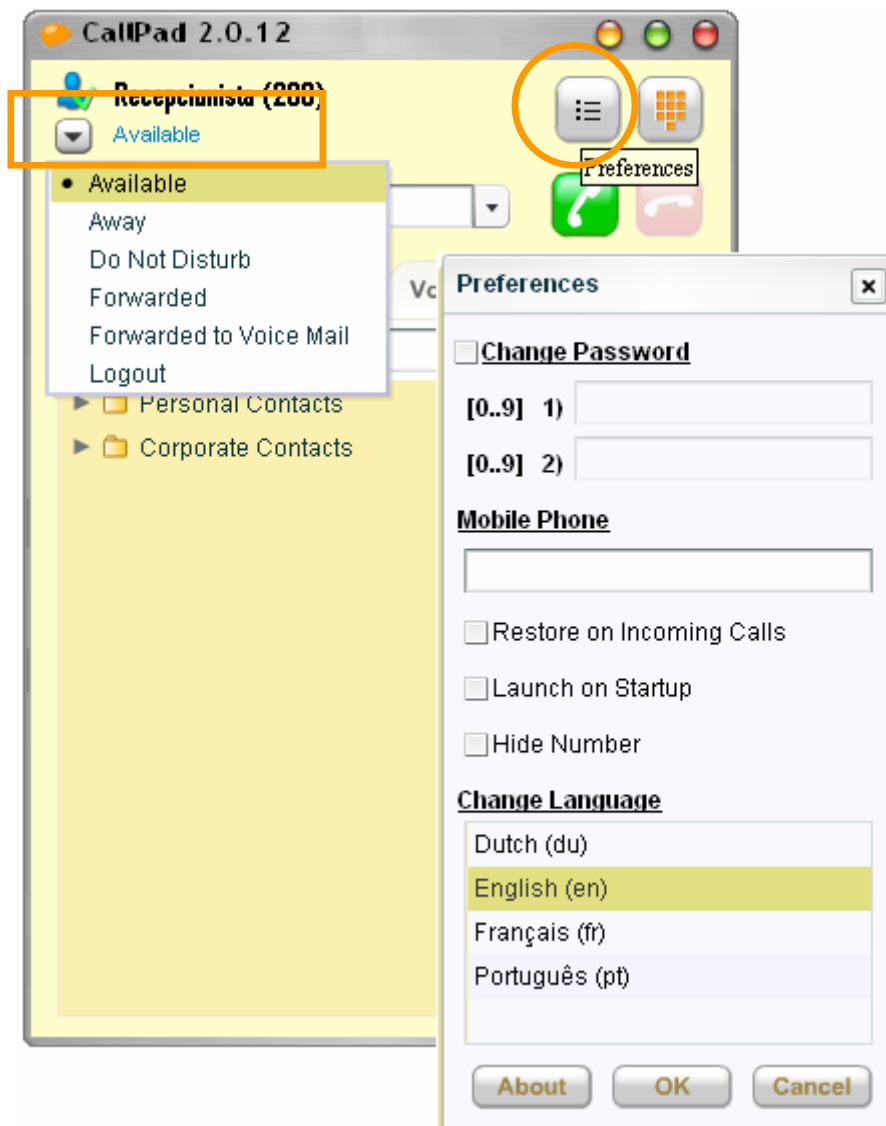 CallPad 2.0.12
Recepcionista (200)
Available
Preferences
Available
Away
Do Not Disturb
Forwarded
Forwarded to Voice Mail
Logout
Personal Contacts
Corporate Contacts
Preferences
Change Password
[0..9] 1)
[0..9] 2)
Mobile Phone
Restore on Incoming Calls
Launch on Startup
Hide Number
Change Language
Dutch (du)
English (en)
Français (fr)
Português (pt)
About OK Cancel